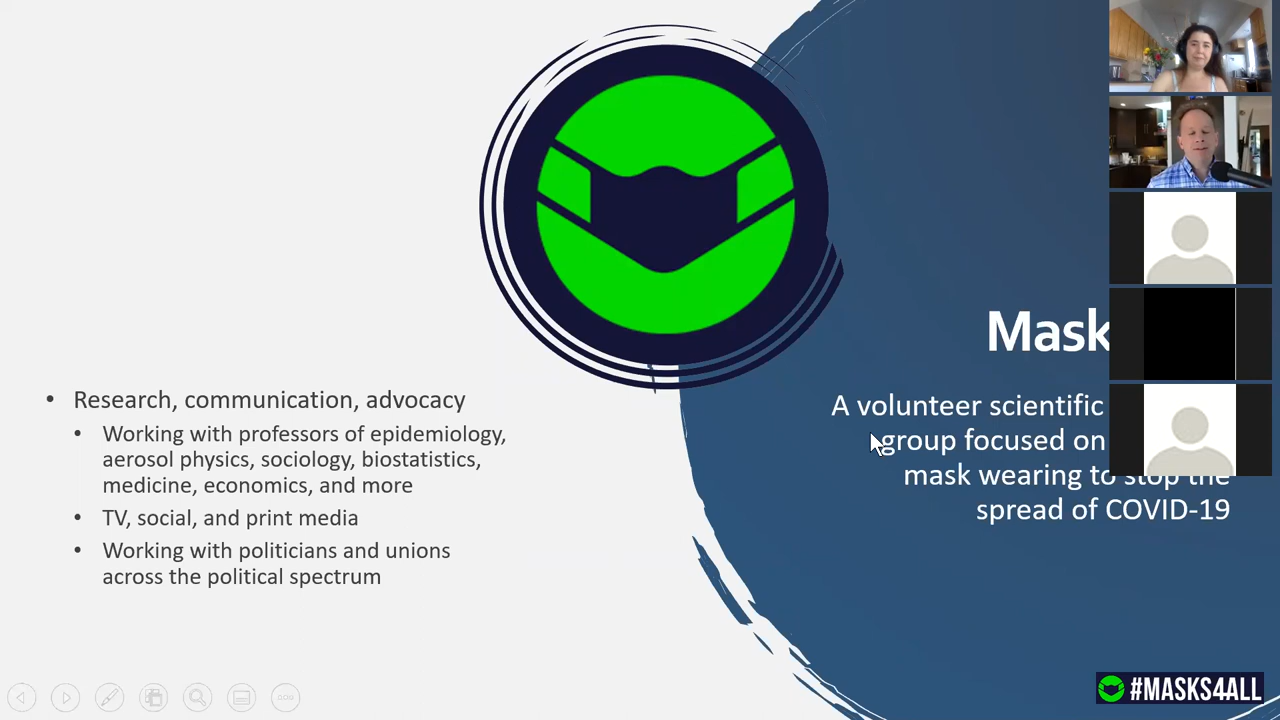 • Research, communication, advocacy
• Working with professors of epidemiology,
aerosol physics, sociology, biostatistics,
medicine, economics, and more
• TV, social, and print media
• Working with politicians and unions
across the political spectrum
Mask
A volunteer scientific
group focused on
mask wearing to stop the
spread of COVID-19
#MASKS4ALL